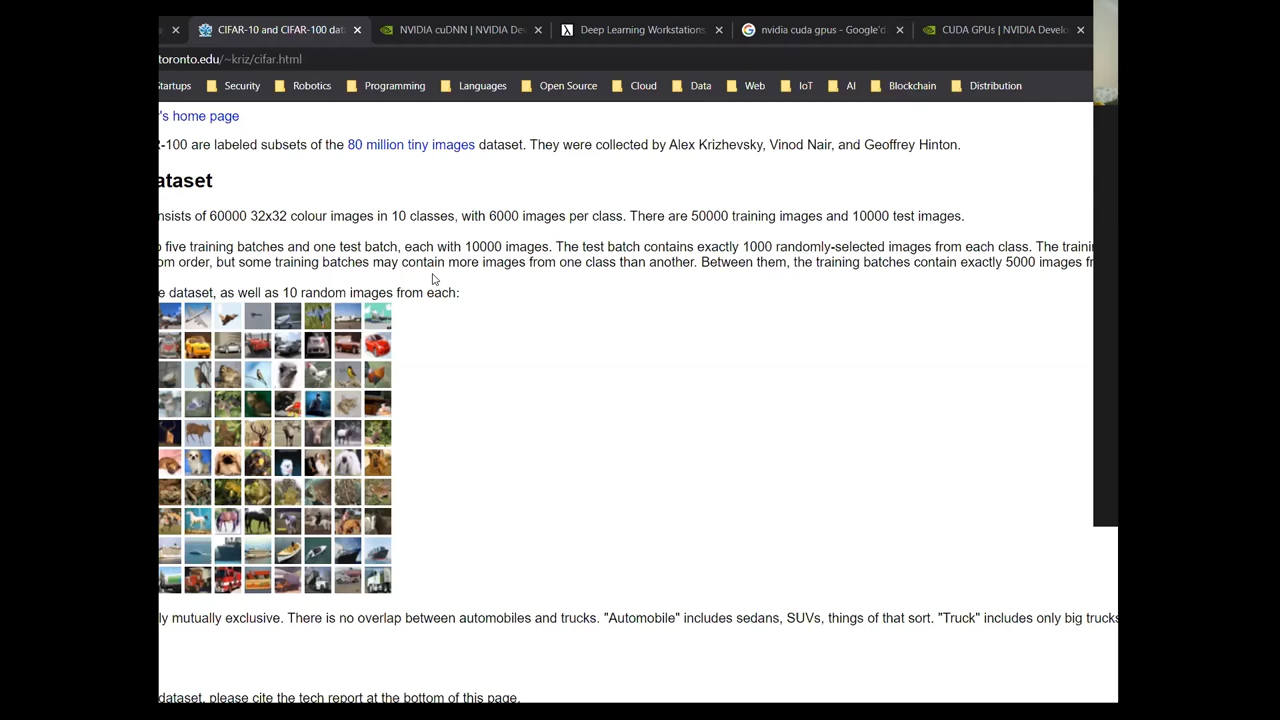 CIFAR-10 and CIFAR-100 dat
NVIDIA cuDNN | NVIDIA De
Deep Learning Workstations,
nvidia cuda gpus - Google'd
CUDA GPUs | NVIDIA Develo
toronto.edu/~kriz/cifar.html
Startups Security Robotics Programming Languages Open Source Cloud Data Web IoT AI Blockchain Distribution
's home page
R-100 are labeled subsets of the 80 million tiny images dataset. They were collected by Alex Krizhevsky, Vinod Nair, and Geoffrey Hinton.
ataset
nsists of 60000 32x32 colour images in 10 classes, with 6000 images per class. There are 50000 training images and 10000 test images.
o five training batches and one test batch, each with 10000 images. The test batch contains exactly 1000 randomly-selected images from each class. The traini
om order, but some training batches may contain more images from one class than another. Between them, the training batches contain exactly 5000 images fr
e dataset, as well as 10 random images from each:
ly mutually exclusive. There is no overlap between automobiles and trucks. "Automobile" includes sedans, SUVs, things of that sort. "Truck" includes only big trucks
dataset, please cite the tech report at the bottom of this page.